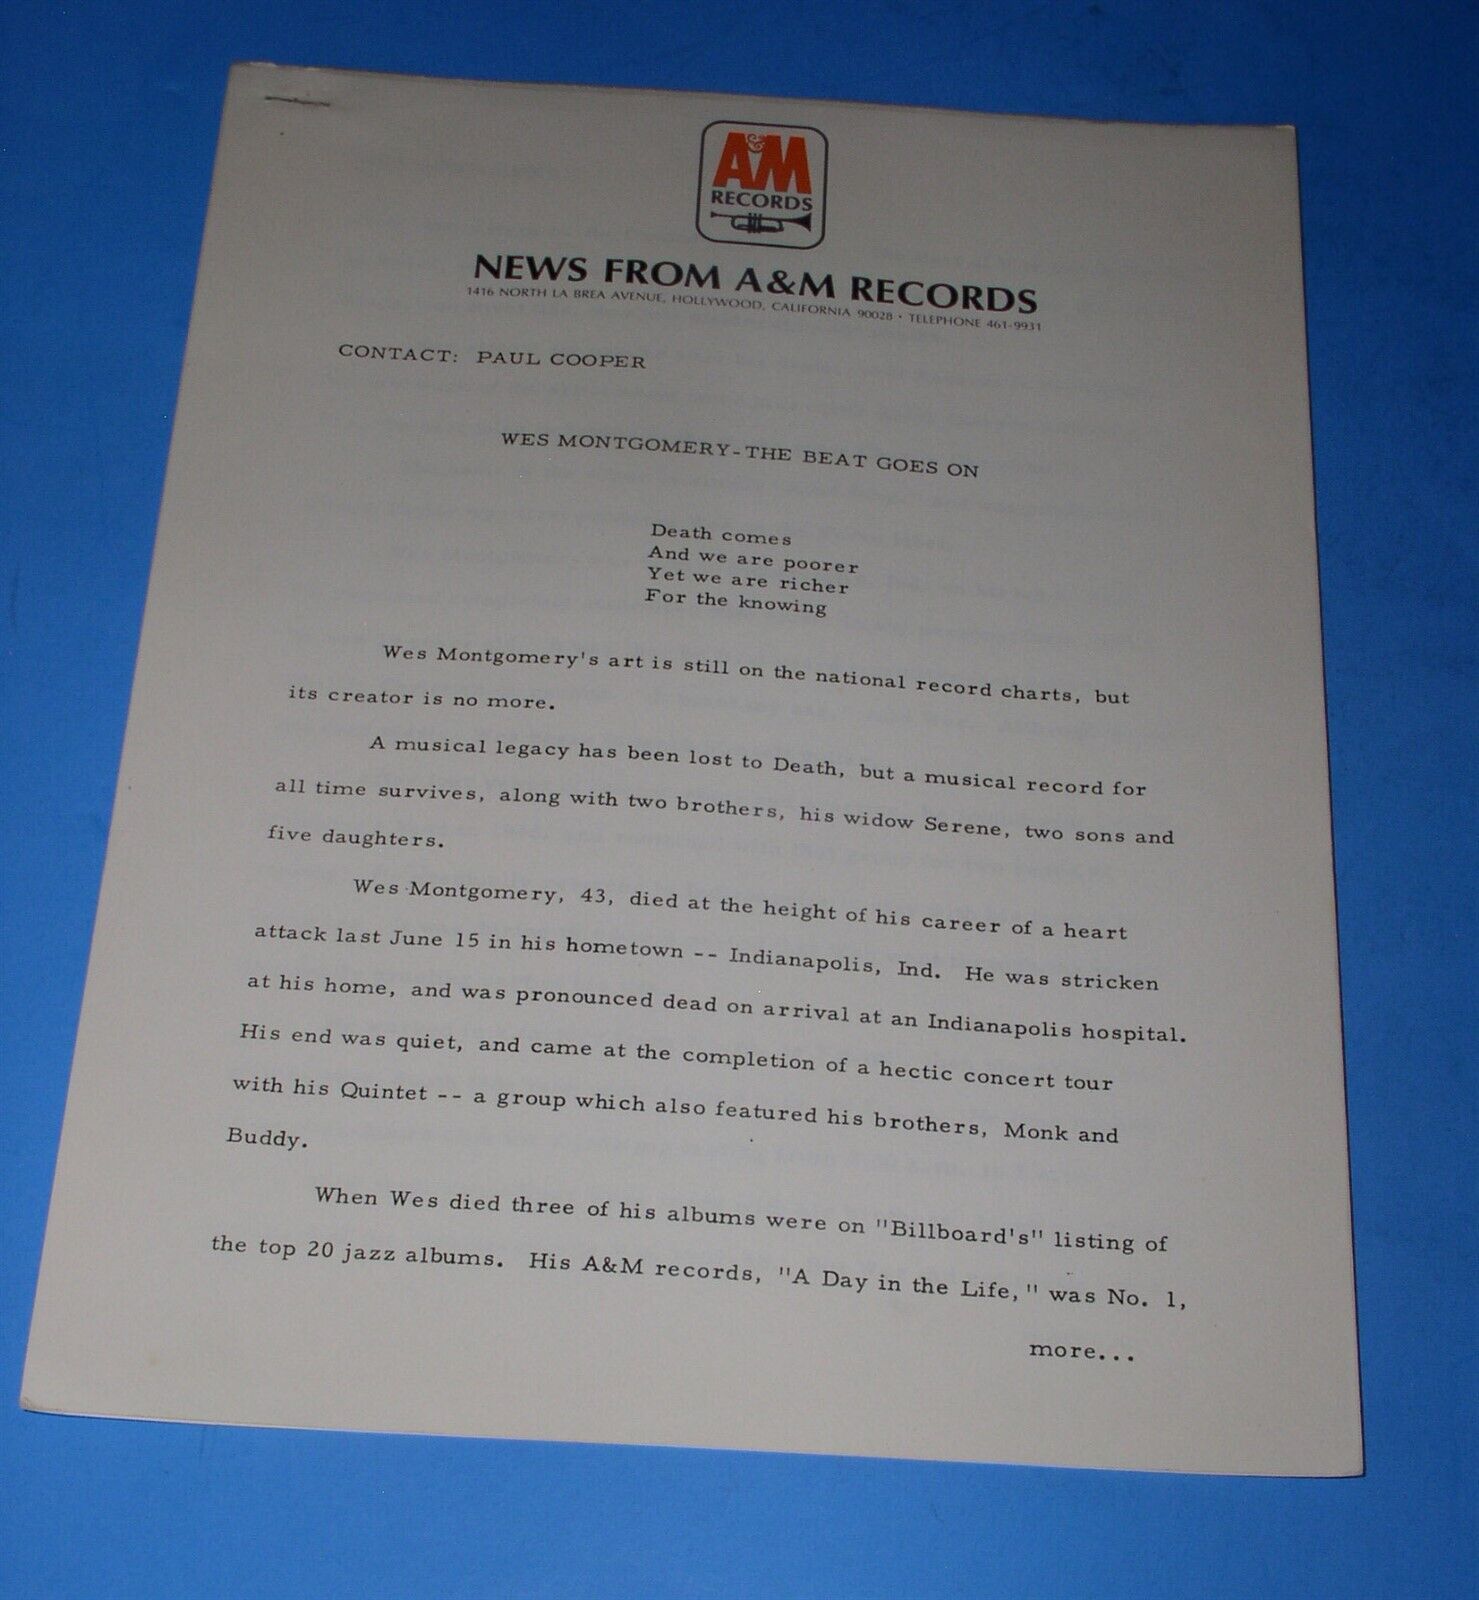 A&M
RECORDS
NEWS FROM A&M RECORDS
1416 NORTH LA BREA AVENUE, HOLLYWOOD, CALIFORNIA 90028 • TELEPHONE 461-9931
CONTACT: PAUL COOPER
WES MONTGOMERY-THE BEAT GOES ON
Death comes
And we are poorer
Yet we are richer
For the knowing
Wes Montgomery's art is still on the national record charts, but
its creator is no more.
A musical legacy has been lost to Death, but a musical record for
all time survives, along with two brothers, his widow Serene, two sons and
five daughters.
Wes Montgomery, 43, died at the height of his career of a heart
attack last June 15 in his hometown -- Indianapolis, Ind. He was stricken
at his home, and was pronounced dead on arrival at an Indianapolis hospital.
His end was quiet, and came at the completion of a hectic concert tour
with his Quintet -- a group which also featured his brothers, Monk and
Buddy.
When Wes died three of his albums were on "Billboard's" listing of
the top 20 jazz albums. His A&M records, "A Day in the Life," was No. 1,
more...